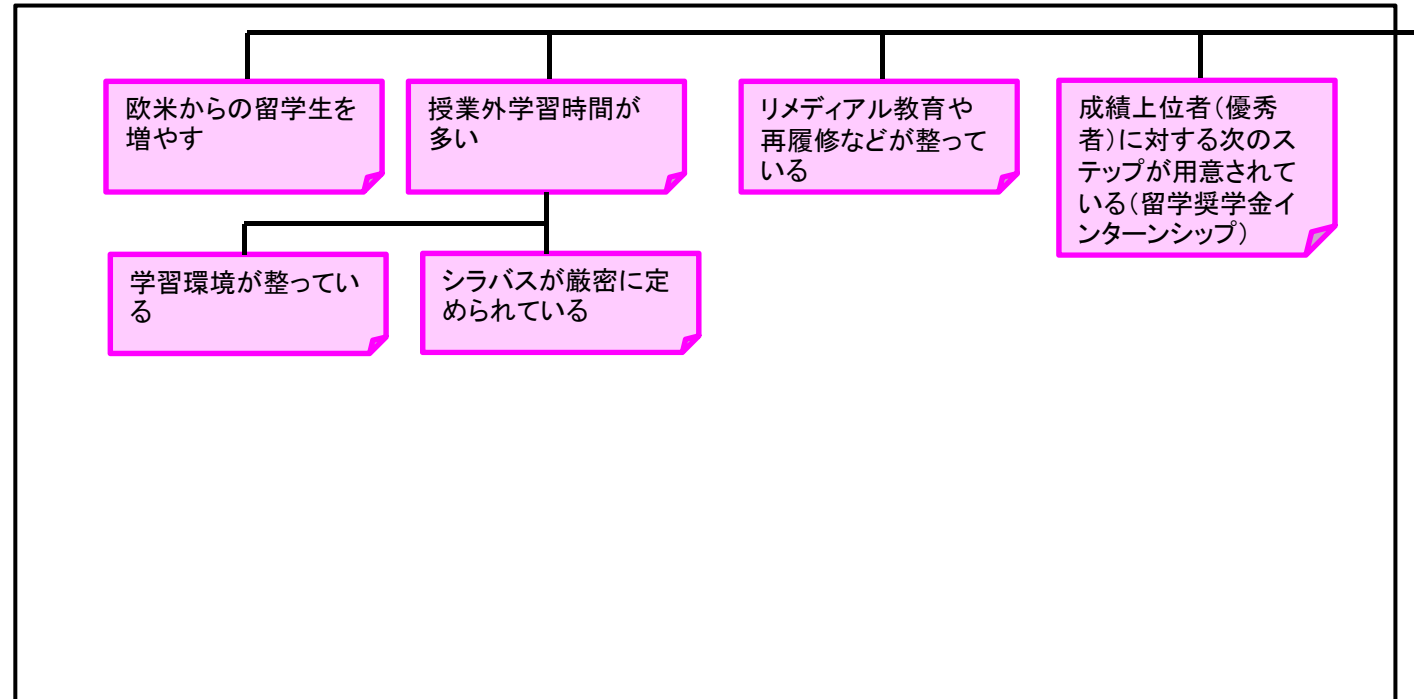 欧米からの留学生を
増やす
授業外学習時間が
多い
リメディアル教育や
再履修などが整って
いる
成績上位者（優秀
者）に対する次のス
テップが用意されて
いる（留学奨学金イ
ンターンシップ）
学習環境が整ってい
る
シラバスが厳密に定
められている